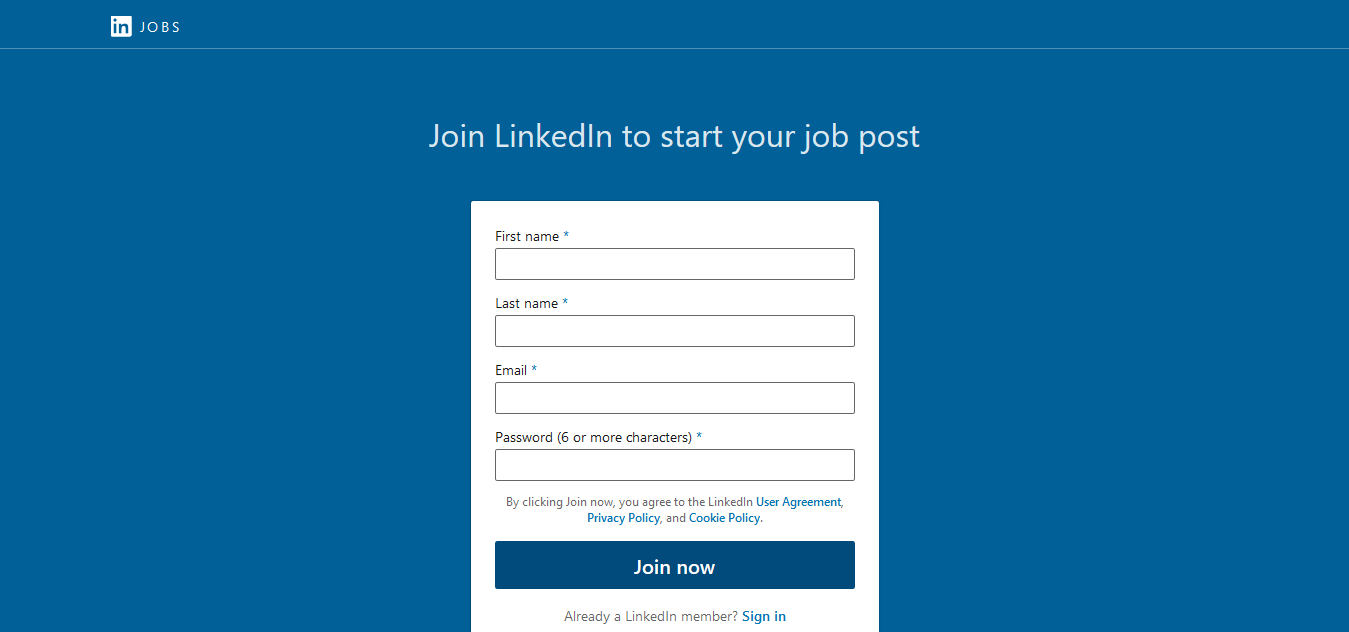 in JOBS
Join LinkedIn to start your job post
First name *
Last name *
Email *
Password (6 or more characters) *
By clicking Join now, you agree to the LinkedIn User Agreement,
Privacy Policy, and Cookie Policy.
Join now
Already a LinkedIn member? Sign in